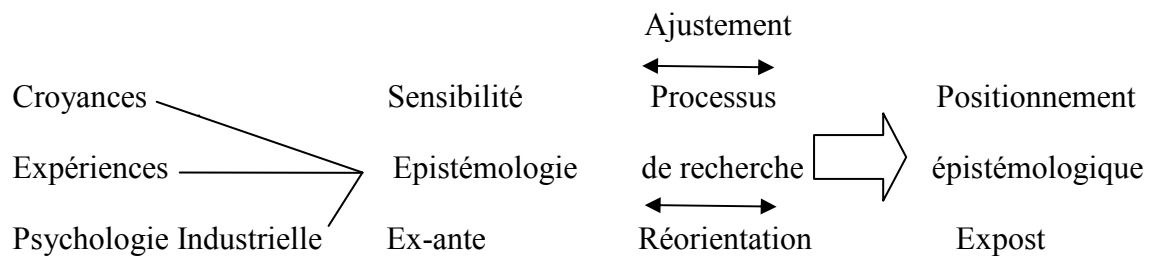 Ajustement
Croyances Sensibilité Processus Positionnement
Expériences Epistémologie de recherche épistémologique
Psychologie Industrielle Ex-ante Réorientation Expost